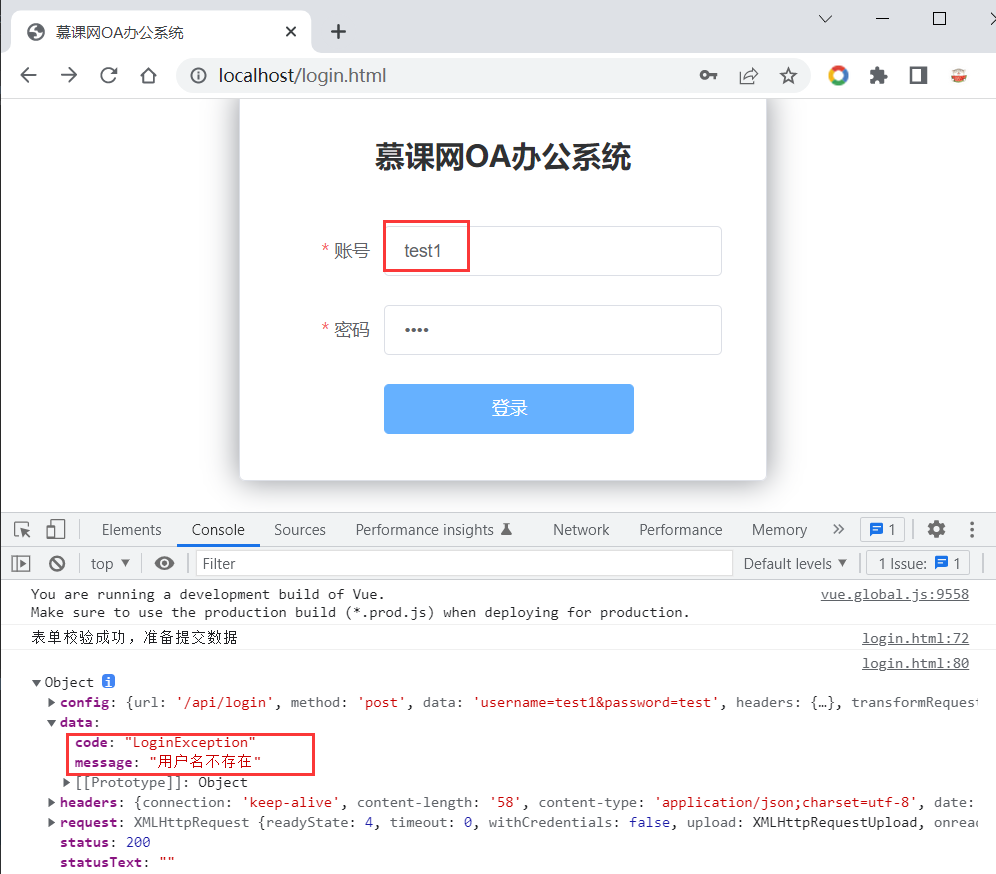 慕课网OA办公系统
localhost/login.html
慕课网OA办公系统
* 账号 test1
* 密码 ••••
登录
Elements Console Sources Performance insights Network Performance Memory » 1
top ▼ Filter Default levels ▼ 1 Issue: 1
You are running a development build of Vue. vue.global.js:9558
Make sure to use the production build (*.prod.js) when deploying for production.
表单校验成功，准备提交数据 login.html:72
login.html:80
▼Object i
▶config: {url: '/api/login', method: 'post', data: 'username=test1&password=test', headers: {…}, transformRequest
▼data:
code: "LoginException"
message: "用户名不存在"
▶[[Prototype]]: Object
▶headers: {connection: 'keep-alive', content-length: '58', content-type: 'application/json;charset=utf-8', date:
▶request: XMLHttpRequest {readyState: 4, timeout: 0, withCredentials: false, upload: XMLHttpRequestUpload, onread
status: 200
statusText: ""